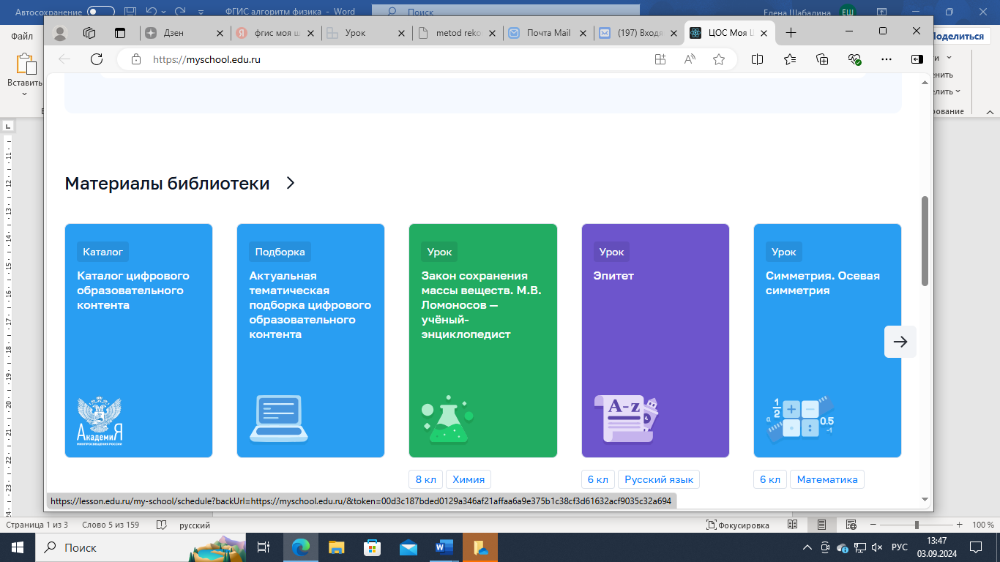 Автосохранение
ФГИС алгоритм физика - Word
Поиск
Елена Шабалина
ЕШ
Файл
Поделиться
Вставить
Дзен
фгис моя ш
Урок
metod reko
Почта Mail
(197) Входя
ЦОС Моя Ш
https://myschool.edu.ru
Материалы библиотеки
Каталог
Каталог цифрового
образовательного
контента
АкадемиЯ
МИНПРОСВЕЩЕНИЯ РОССИИ
Подборка
Актуальная
тематическая
подборка цифрового
образовательного
контента
Урок
Закон сохранения
массы веществ. М.В.
Ломоносов —
учёный-
энциклопедист
8 кл
Химия
Урок
Эпитет
A-z
6 кл
Русский язык
Урок
Симметрия. Осевая
симметрия
1/2
0.5
-1
6 кл
Математика
https://lesson.edu.ru/my-school/schedule?backUrl=https://myschool.edu.ru/&token=00d3c187bded0129a346af21affaa6a9e375b1c38cf3d61632acf9035c32a694
Страница 1 из 3
Слово 5 из 159
русский
Фокусировка
100 %
Поиск
РУС
13:47
03.09.2024